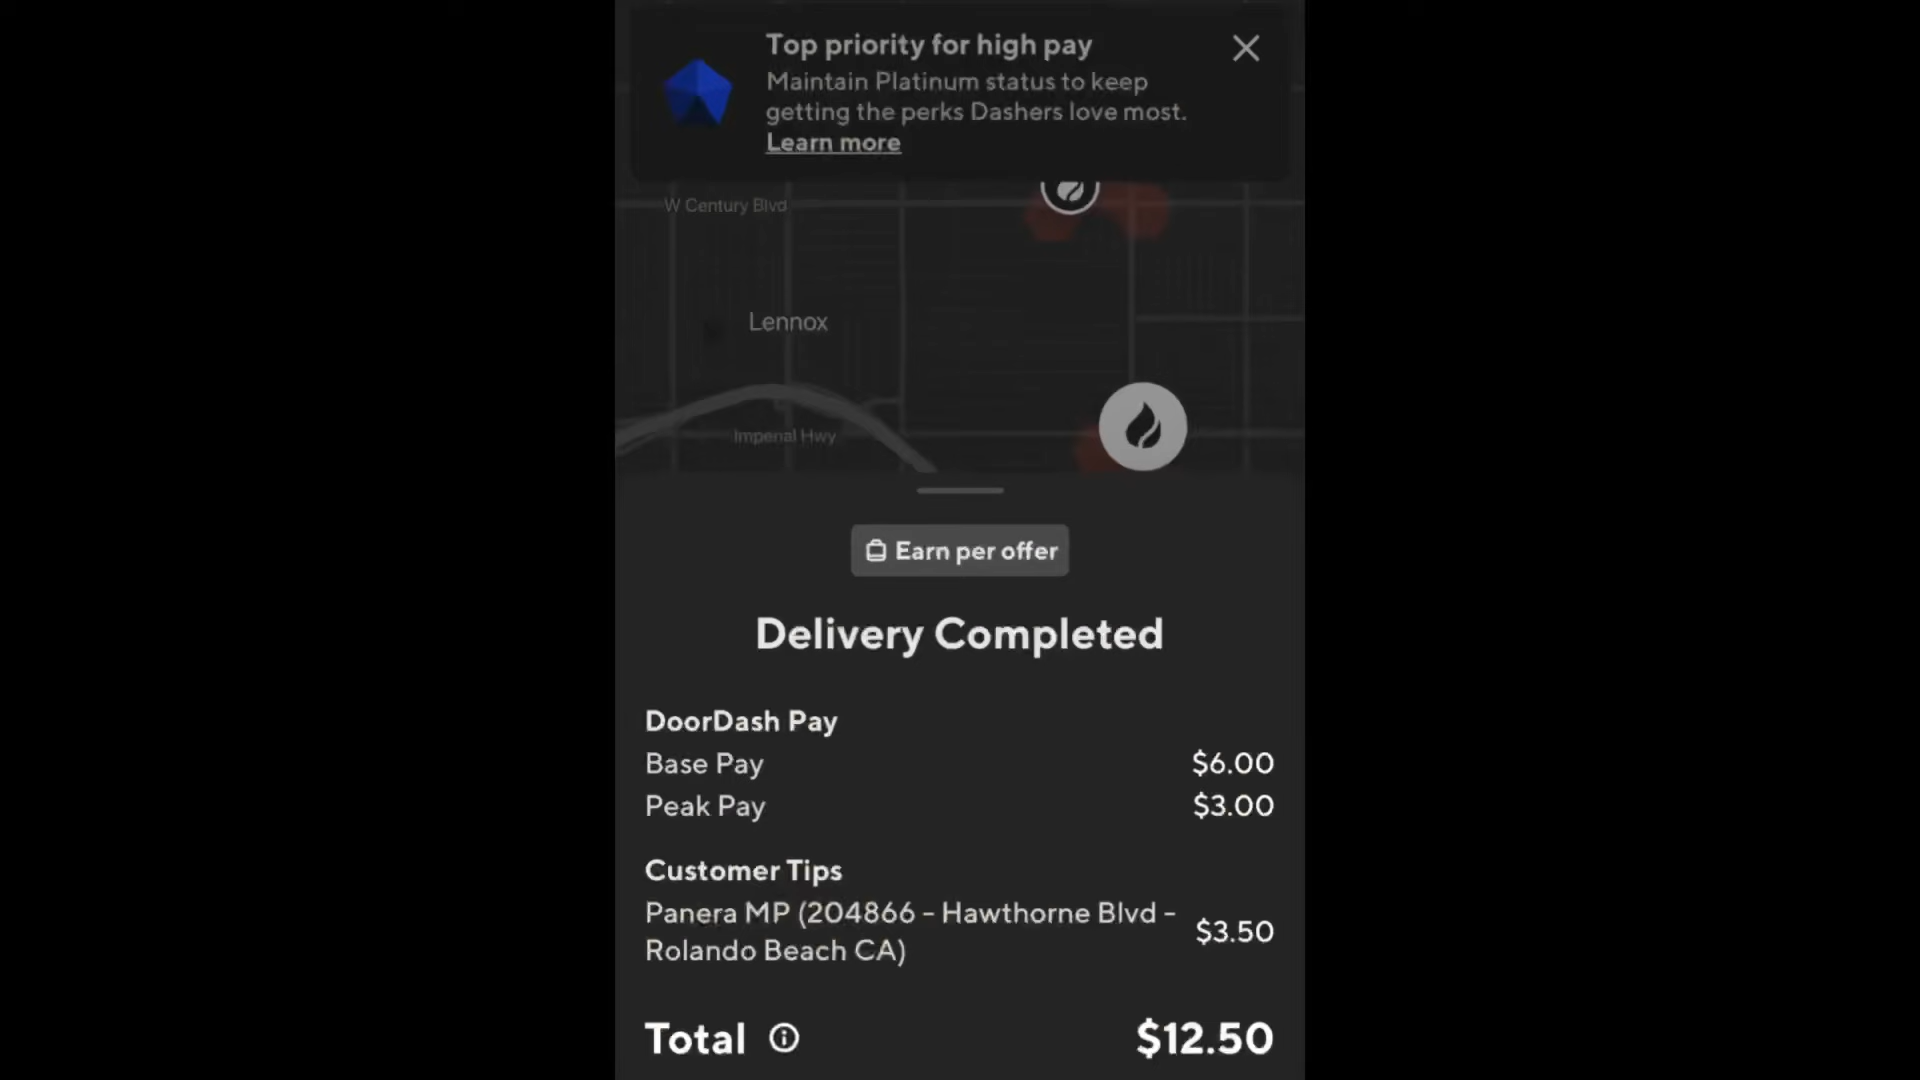 Top priority for high pay
Maintain Platinum status to keep
getting the perks Dashers love most.
Learn more
W Century Blvd
Lennox
Imperial Hwy
Earn per offer
Delivery Completed
DoorDash Pay
Base Pay $6.00
Peak Pay $3.00
Customer Tips
Panera MP (204866 - Hawthorne Blvd -
Rolando Beach CA) $3.50
Total $12.50